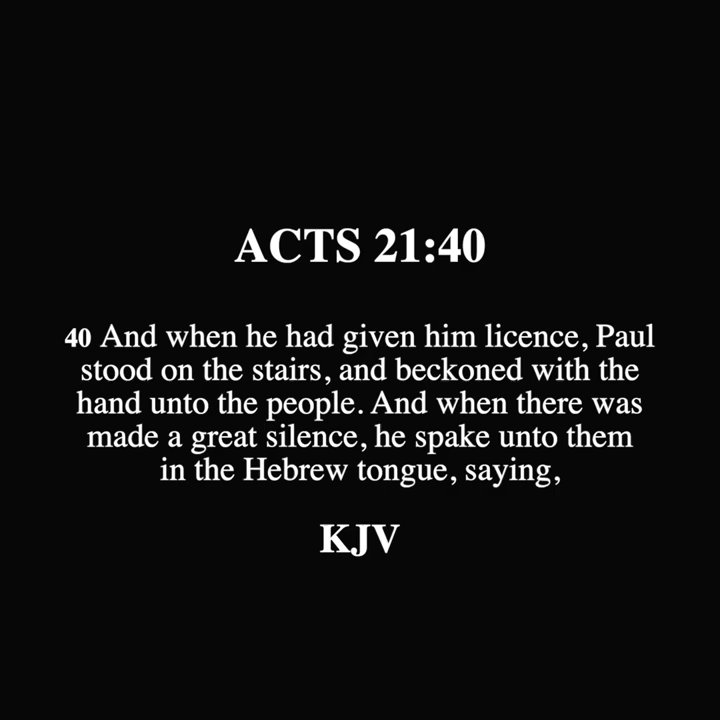 ACTS 21:40
40 And when he had given him licence, Paul
stood on the stairs, and beckoned with the
hand unto the people. And when there was
made a great silence, he spake unto them
in the Hebrew tongue, saying,
KJV